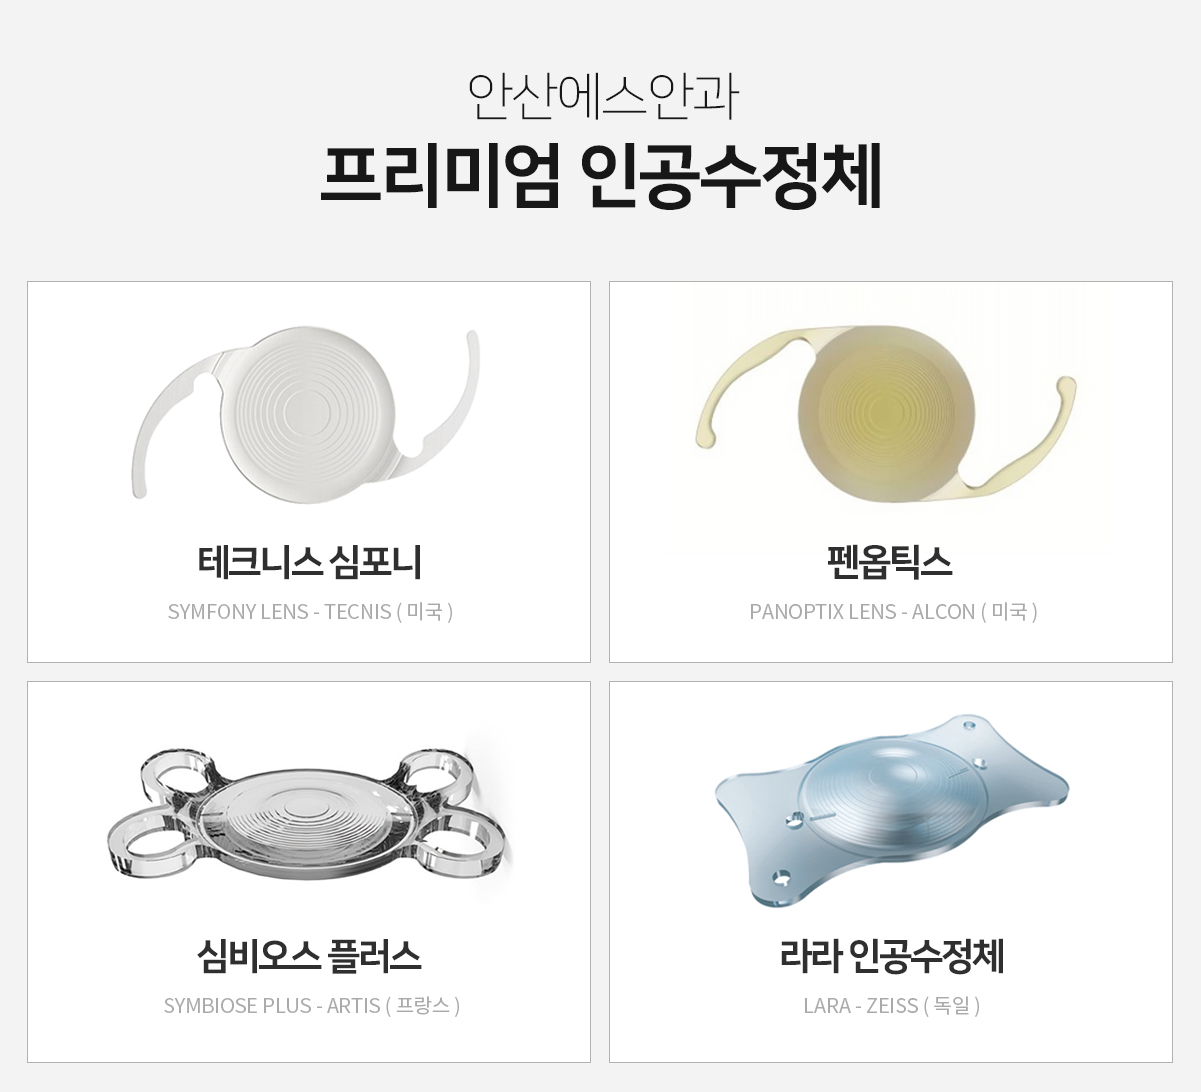 안산에스안과
프리미엄 인공수정체
테크니스 심포니
SYMFONY LENS - TECNIS ( 미국 )
펜옵틱스
PANOPTIX LENS - ALCON ( 미국 )
심비오스 플러스
SYMBIOSE PLUS - ARTIS ( 프랑스 )
라라 인공수정체
LARA - ZEISS ( 독일 )